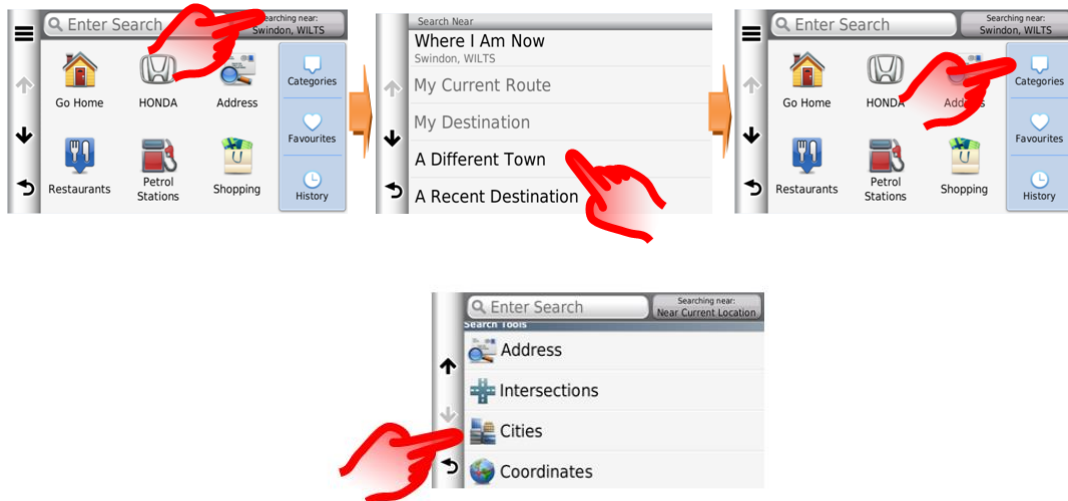 Enter Search
Searching near:
Swindon, WILTS
Go Home
HONDA
Address
Categories
Restaurants
Petrol
Stations
Shopping
Favourites
History
Search Near
Where I Am Now
Swindon, WILTS
My Current Route
My Destination
A Different Town
A Recent Destination
Enter Search
Searching near:
Swindon, WILTS
Go Home
HONDA
Address
Categories
Restaurants
Petrol
Stations
Shopping
Favourites
History
Enter Search
Searching near:
Near Current Location
Search Tools
Address
Intersections
Cities
Coordinates